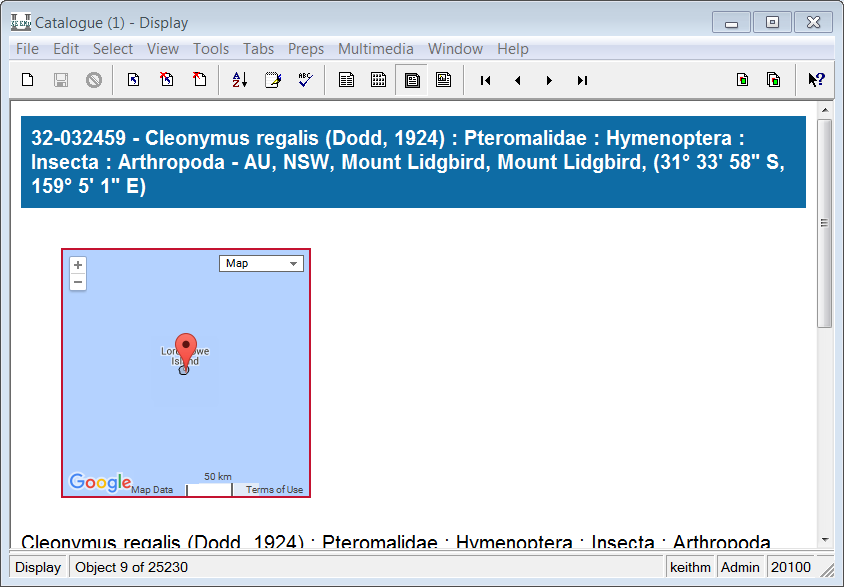 Catalogue (1) - Display
File Edit Select View Tools Tabs Preps Multimedia Window Help
32-032459 - Cleonymus regalis (Dodd, 1924) : Pteromalidae : Hymenoptera :
Insecta : Arthropoda - AU, NSW, Mount Lidgbird, Mount Lidgbird, (31° 33' 58" S,
159° 5' 1" E)
+
Map
−
Island
50 km
Google Map Data Terms of Use
Cleonymus regalis (Dodd, 1924) : Pteromalidae : Hymenoptera : Insecta : Arthropoda
Display Object 9 of 25230 keithm Admin 20100